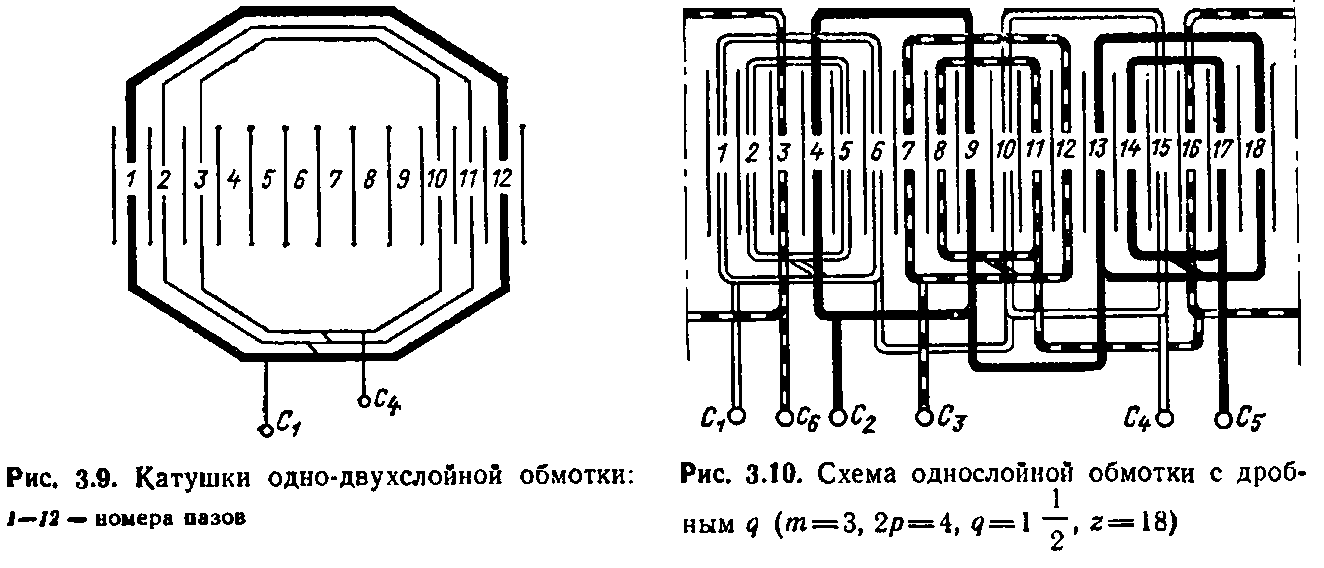 1 2 3 4 5 6 7 8 9 10 11 12
C₁
C₄
Рис. 3.9. Катушки одно-двухслойной обмотки:
1—12 — номера пазов
1 2 3 4 5 6 7 8 9 10 11 12 13 14 15 16 17 18
C₁ C₆ C₂ C₃ C₄ C₅
Рис. 3.10. Схема однослойной обмотки с дроб-
ным q (m=3, 2p=4, q=1 1/2, z=18)